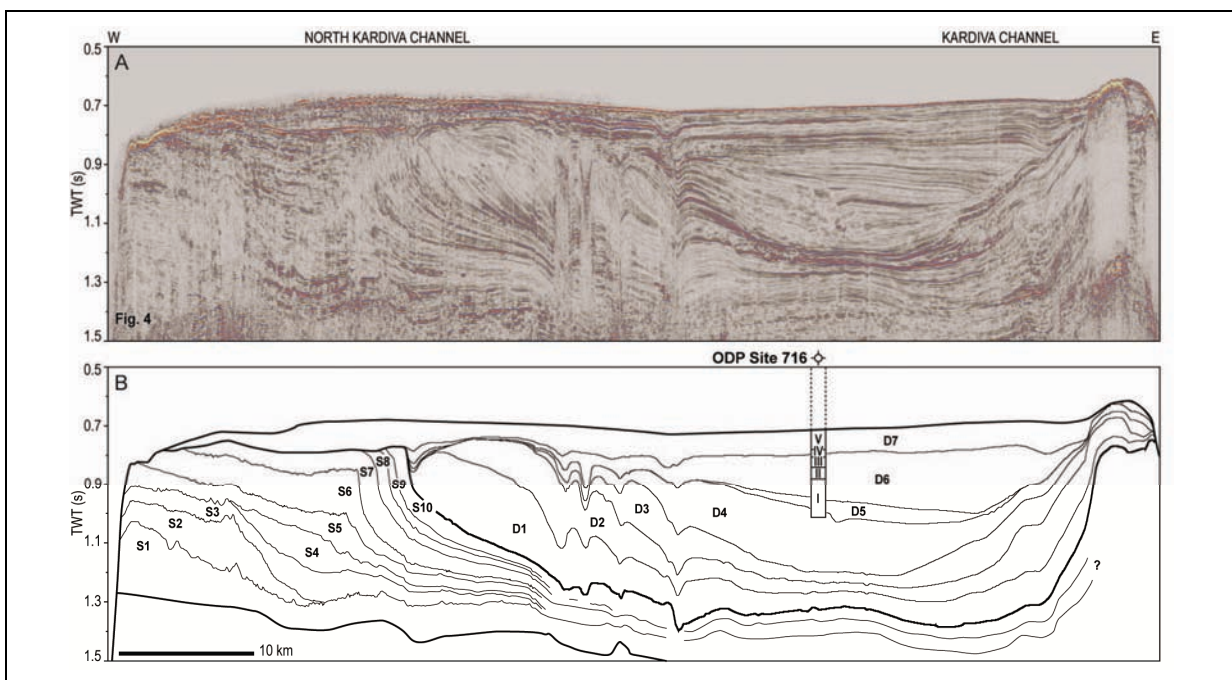 W NORTH KARDIVA CHANNEL KARDIVA CHANNEL E
0.5
A
0.7
0.9
TWT (s)
1.1
1.3
Fig. 4
1.5
ODP Site 716
0.5
B
0.7
V
D7
IV
III
S8
S7
II
D6
0.9
S9
S6
I
S10
D5
TWT (s)
S3
S2
S5
D1
D2
D3
D4
S1
S4
1.1
?
1.3
1.5
10 km